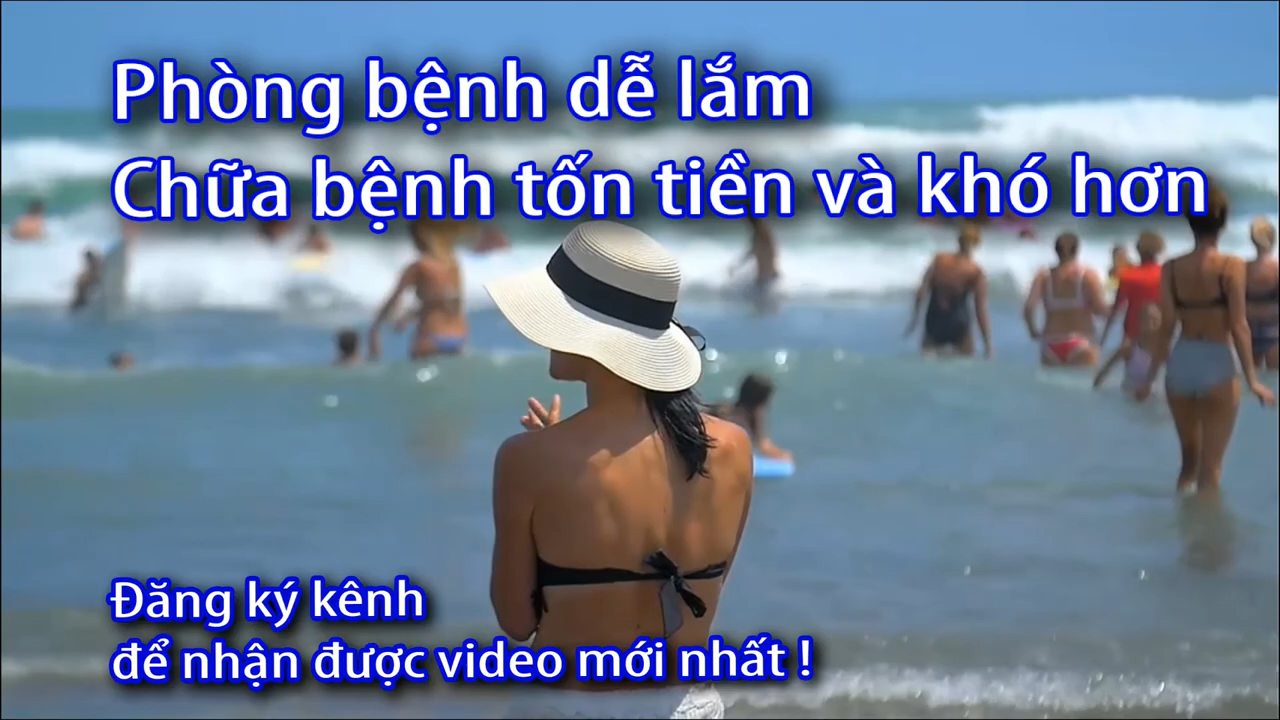 Phòng bệnh dễ lắm
Chữa bệnh tốn tiền và khó hơn
Đăng ký kênh
để nhận được video mới nhất !